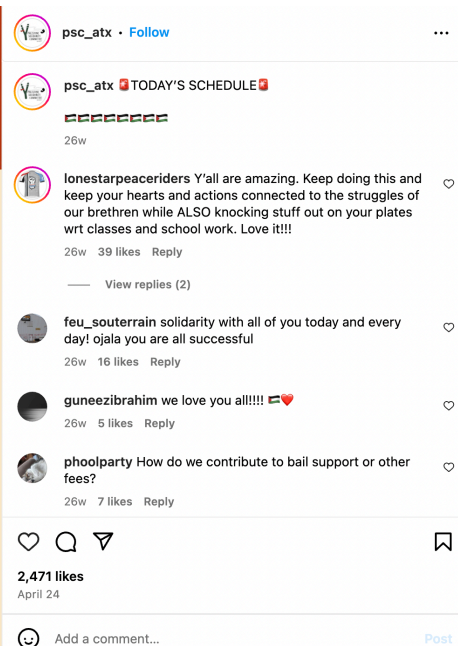 psc_atx • Follow
psc_atx 🚨TODAY'S SCHEDULE🚨
🇵🇸🇵🇸🇵🇸🇵🇸🇵🇸🇵🇸🇵🇸🇵🇸
26w
lonestarpeaceriders Y'all are amazing. Keep doing this and
keep your hearts and actions connected to the struggles of
our brethren while ALSO knocking stuff out on your plates
wrt classes and school work. Love it!!!
26w 39 likes Reply
View replies (2)
feu_souterrain solidarity with all of you today and every
day! ojala you are all successful
26w 16 likes Reply
guneezibrahim we love you all!!!! 🇵🇸❤️
26w 5 likes Reply
phoolparty How do we contribute to bail support or other
fees?
26w 7 likes Reply
2,471 likes
April 24
Add a comment...
Post